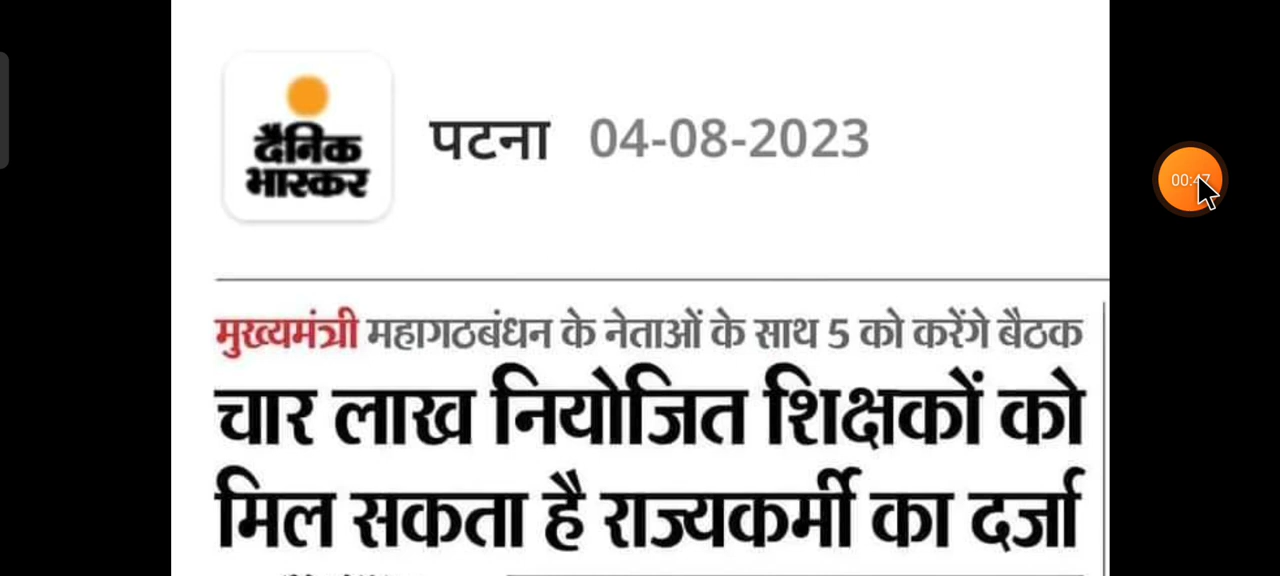 दैनिक
भास्कर
पटना 04-08-2023
मुख्यमंत्री महागठबंधन के नेताओं के साथ 5 को करेंगे बैठक
चार लाख नियोजित शिक्षकों को
मिल सकता है राज्यकर्मी का दर्जा